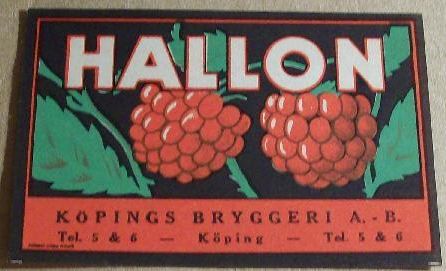 HALLON
KÖPINGS BRYGGERI A.-B.
Tel. 5 & 6 — Köping — Tel. 5 & 6